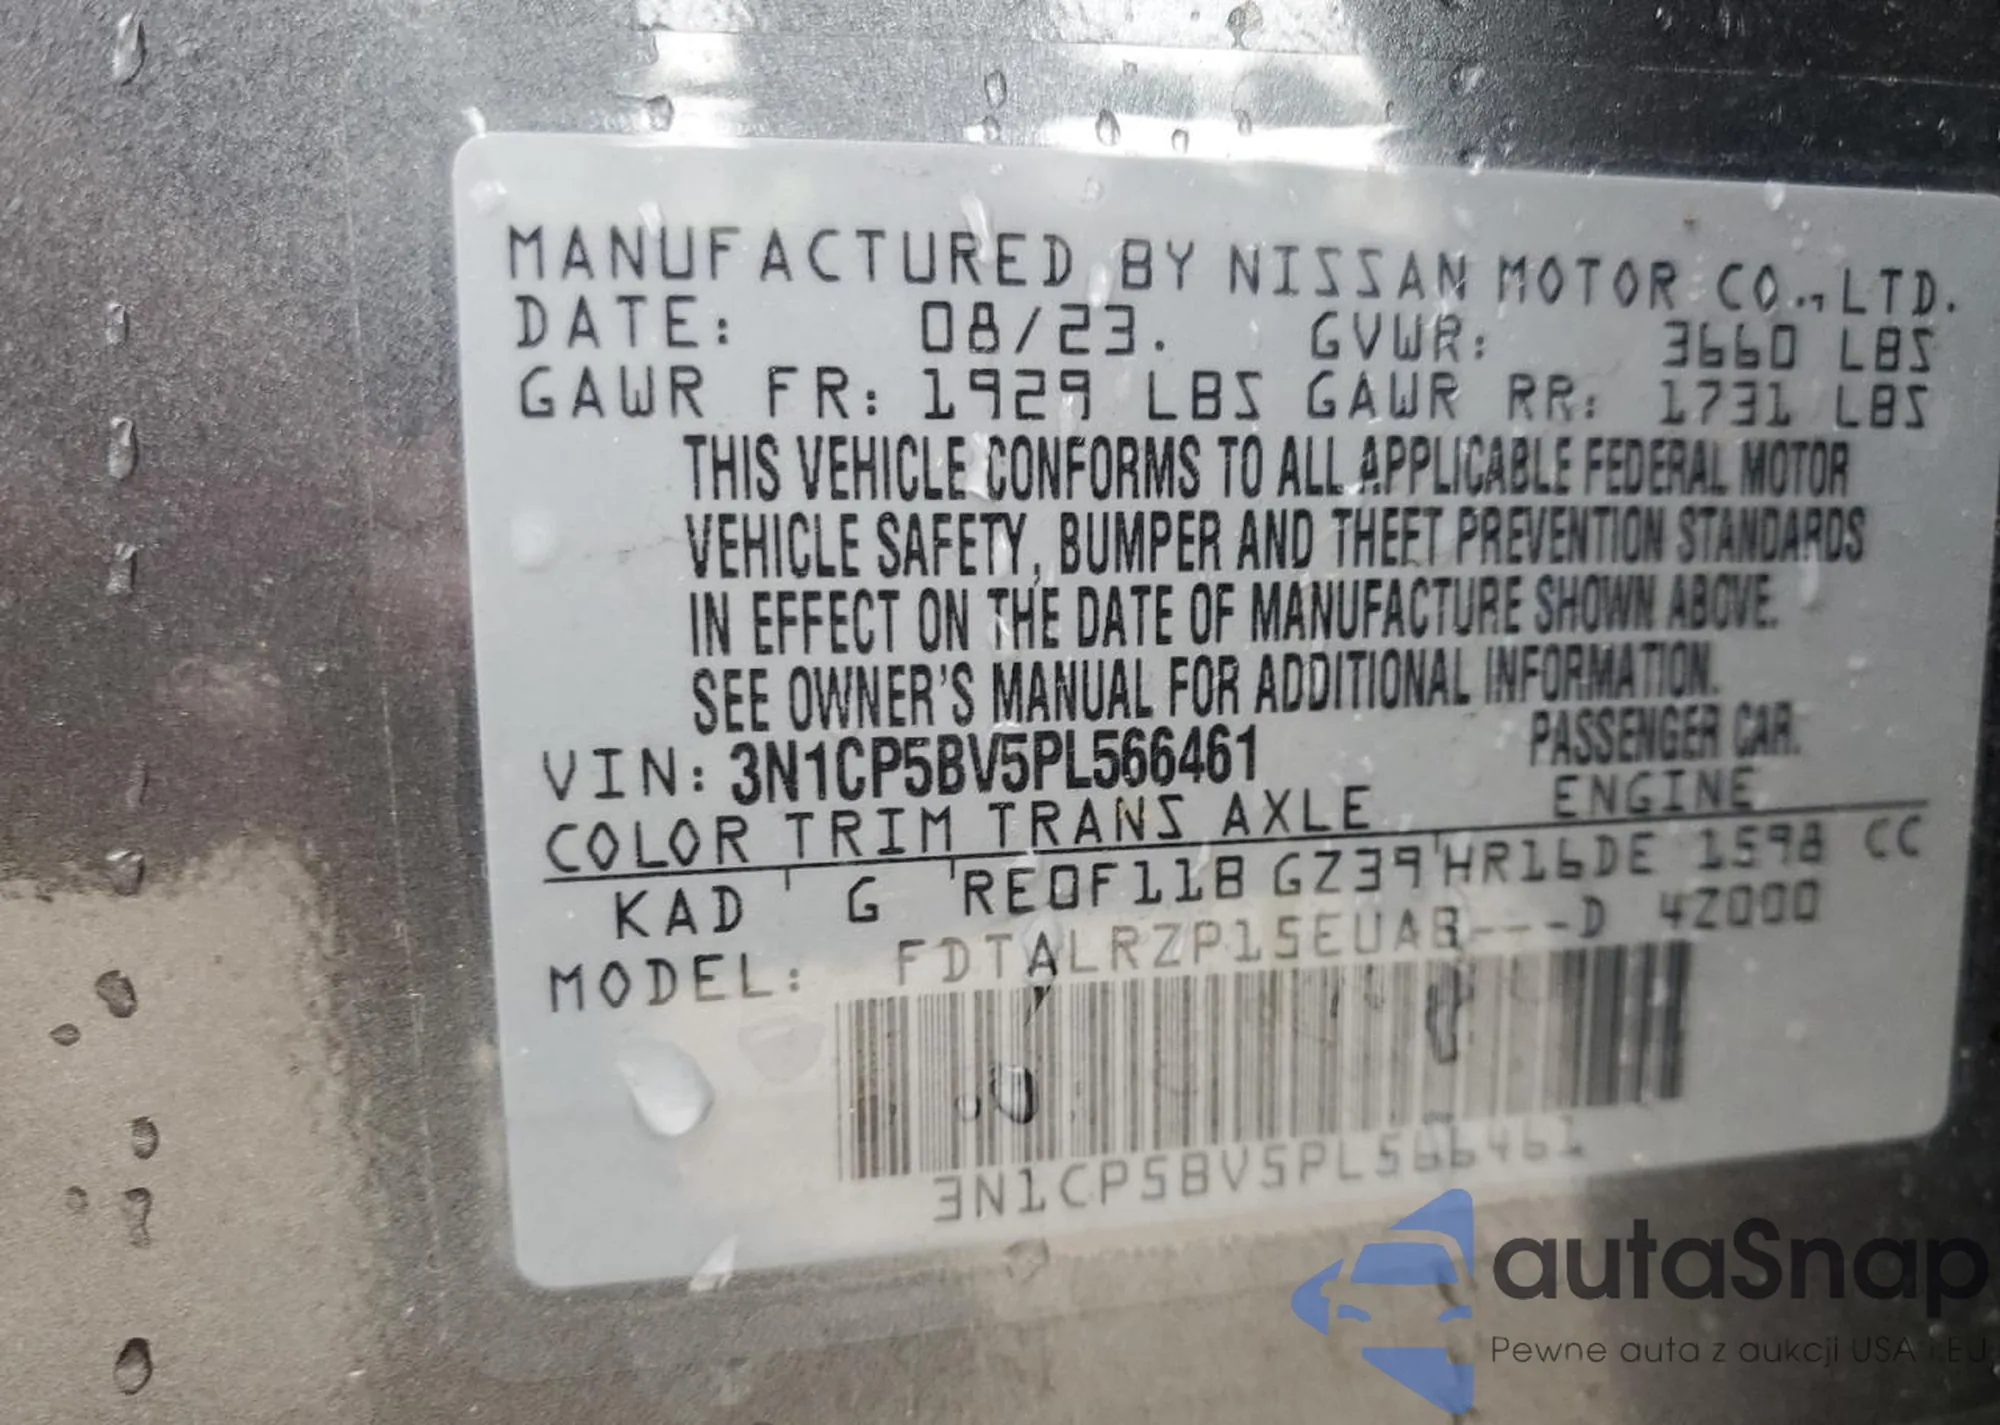 MANUFACTURED BY NISSAN MOTOR CO., LTD.
DATE: 08/23. GVWR: 3660 LBS
GAWR FR: 1929 LBS GAWR RR: 1731 LBS
THIS VEHICLE CONFORMS TO ALL APPLICABLE FEDERAL MOTOR
VEHICLE SAFETY, BUMPER AND THEFT PREVENTION STANDARDS
IN EFFECT ON THE DATE OF MANUFACTURE SHOWN ABOVE.
SEE OWNER'S MANUAL FOR ADDITIONAL INFORMATION.
VIN: 3N1CP5BV5PL566461 PASSENGER CAR.
COLOR TRIM TRANS AXLE ENGINE
KAD ' G 'RE0F11B GZ39'HR16DE 1598 CC
MODEL: FDTALRZP15EUAB---D 4Z000
3N1CP5BV5PL566461
autaSnap
Pewne auta z aukcji USA i EU